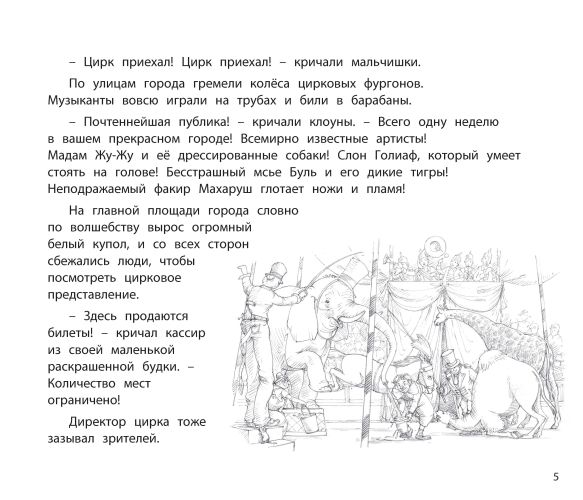 – Цирк приехал! Цирк приехал! – кричали мальчишки.
По улицам города гремели колёса цирковых фургонов.
Музыканты вовсю играли на трубах и били в барабаны.
– Почтеннейшая публика! – кричали клоуны. – Всего одну неделю
в вашем прекрасном городе! Всемирно известные артисты!
Мадам Жу-Жу и её дрессированные собаки! Слон Голиаф, который умеет
стоять на голове! Бесстрашный мсье Буль и его дикие тигры!
Неподражаемый факир Махаруш глотает ножи и пламя!
На главной площади города словно
по волшебству вырос огромный
белый купол, и со всех сторон
сбежались люди, чтобы
посмотреть цирковое
представление.
– Здесь продаются
билеты! – кричал кассир
из своей маленькой
раскрашенной будки. –
Количество мест
ограничено!
Директор цирка тоже
зазывал зрителей.
5